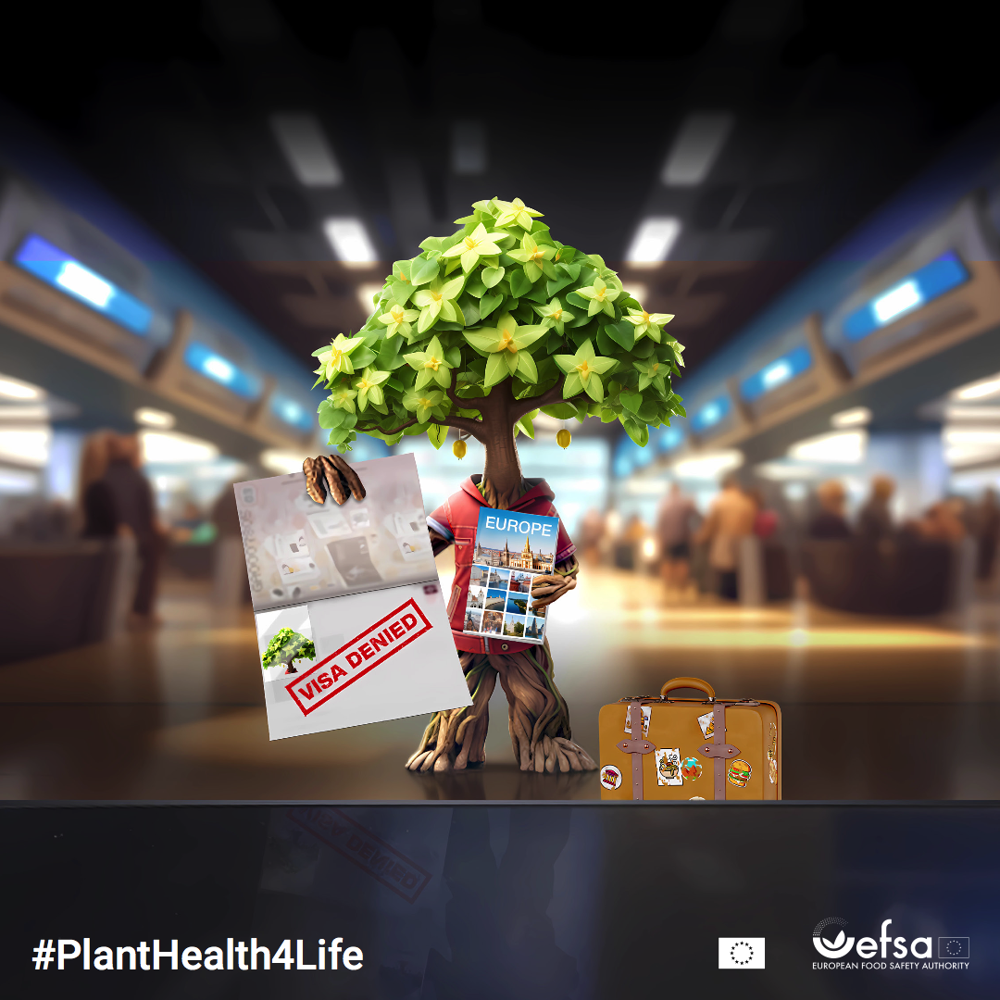 EUROPE
VISA DENIED
#PlantHealth4Life
efsa
EUROPEAN FOOD SAFETY AUTHORITY